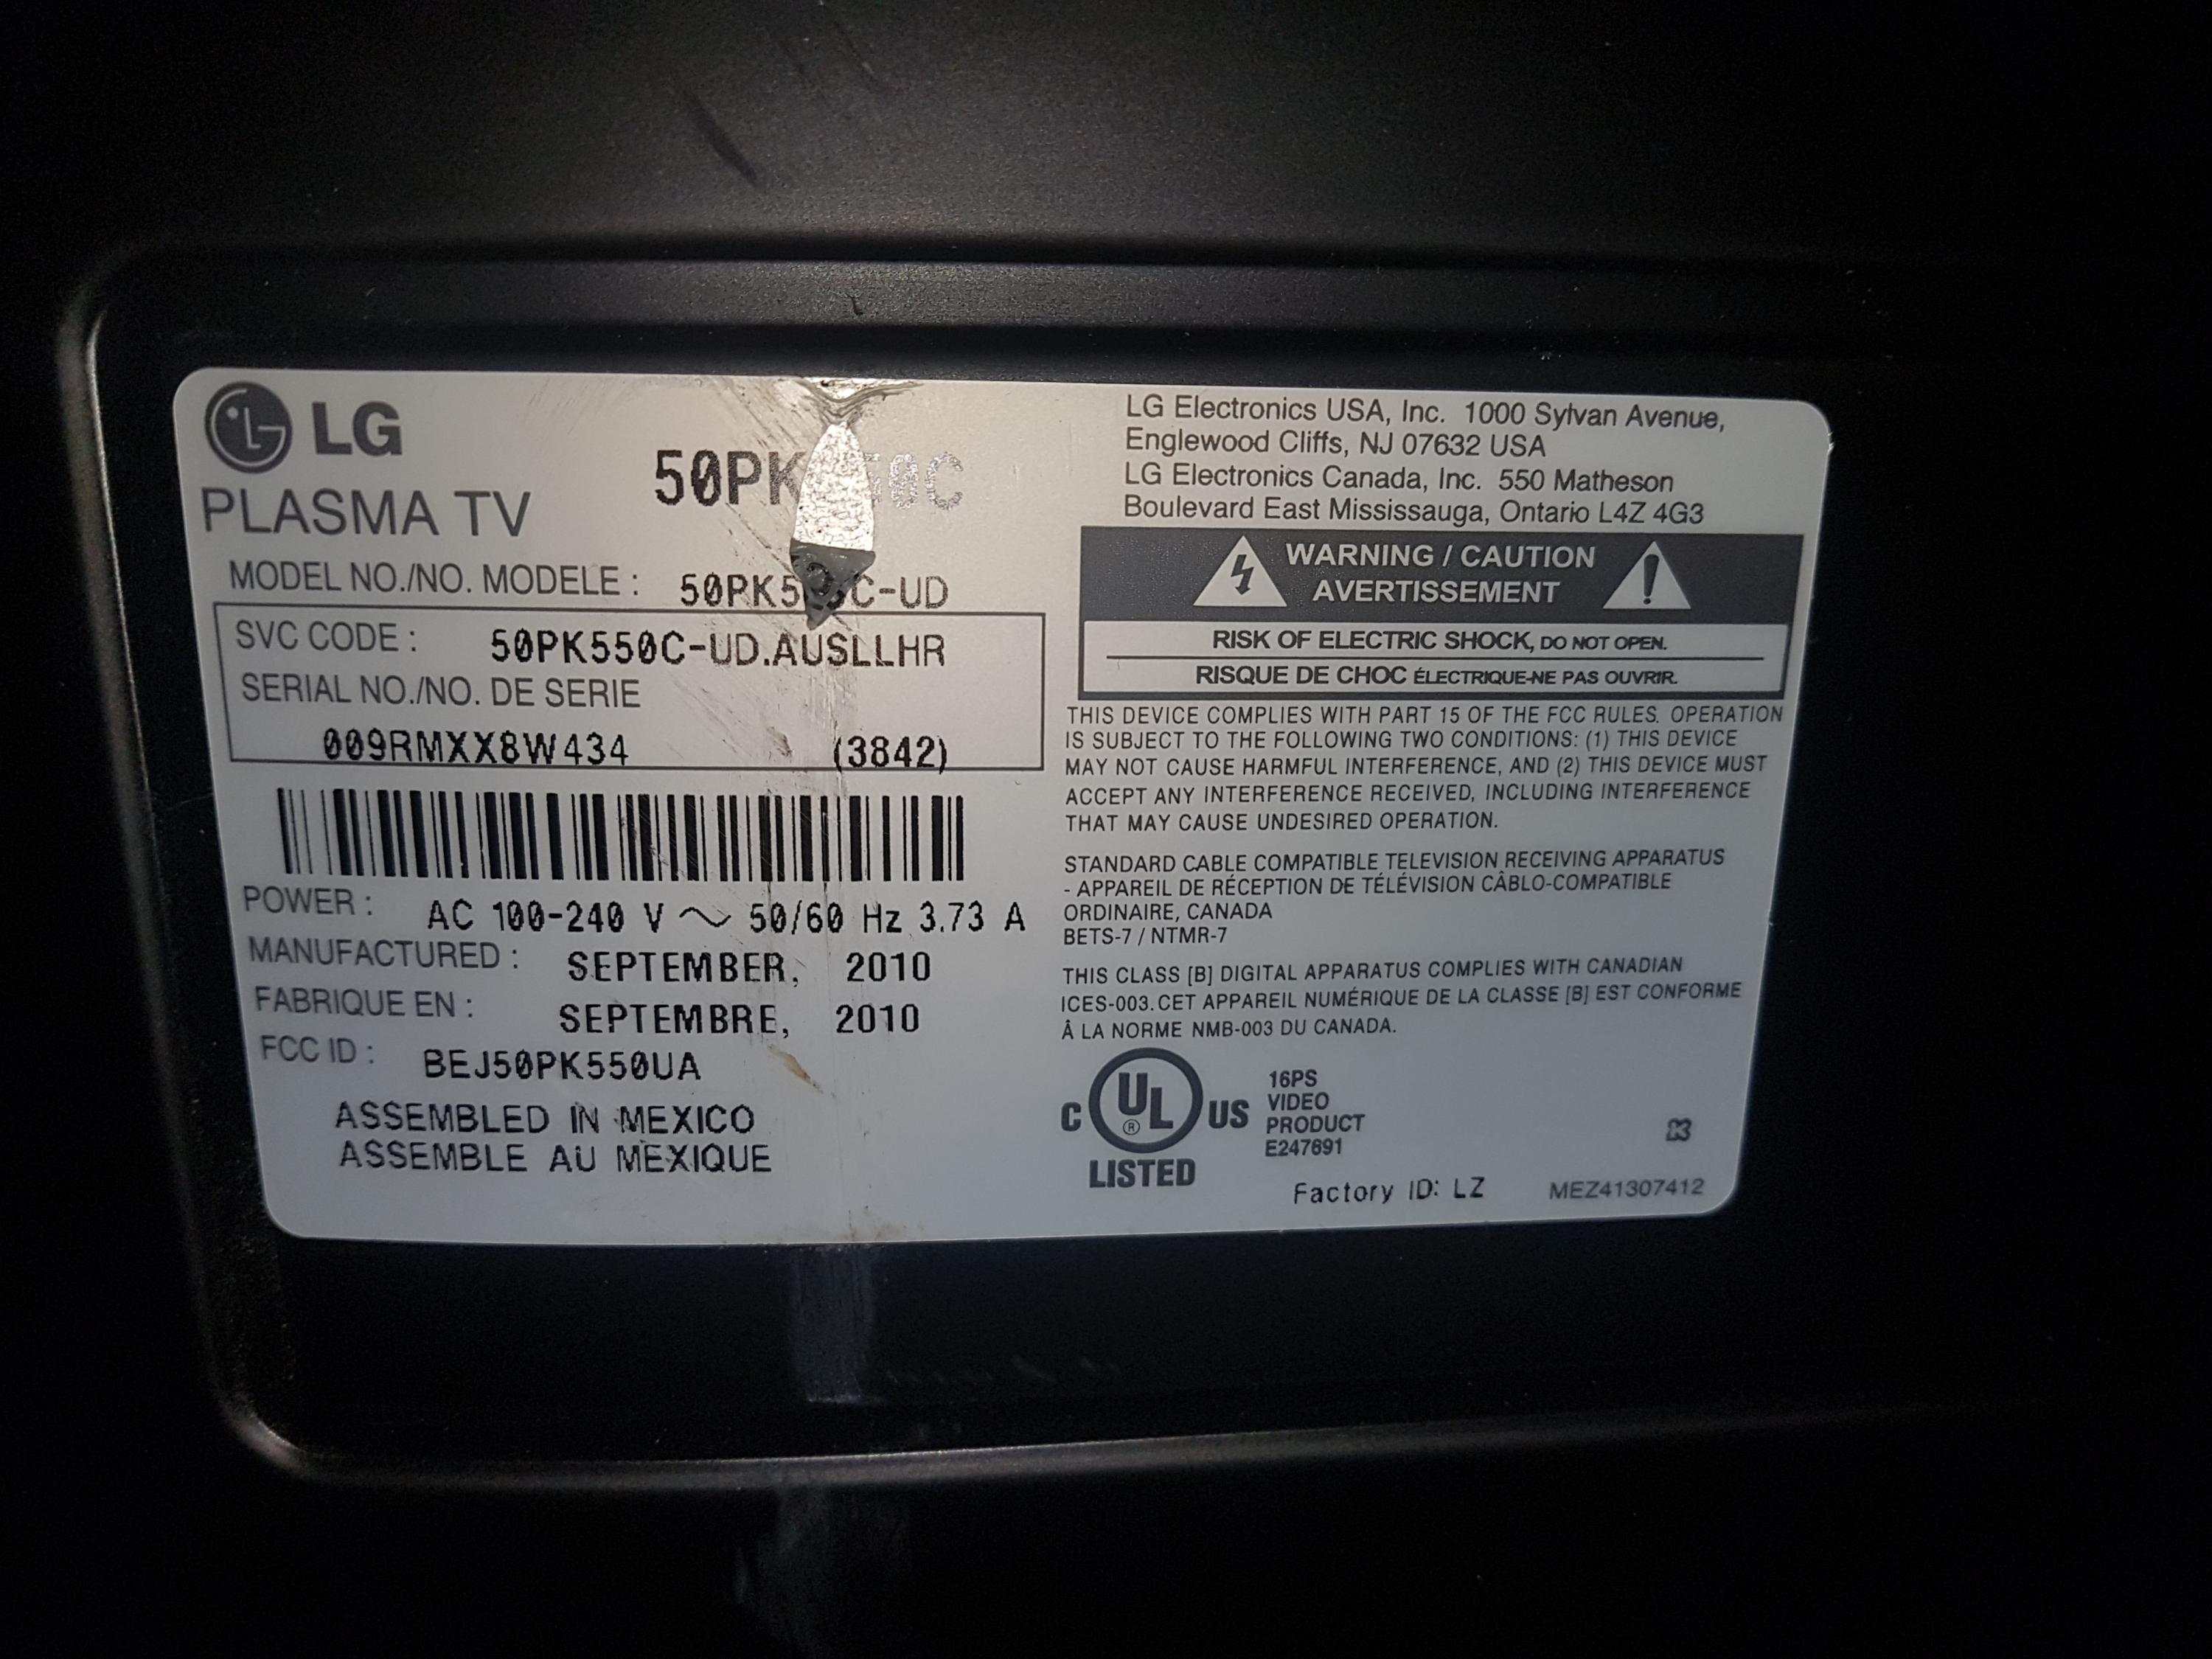 LG
PLASMA TV
50PK 50C
MODEL NO./NO. MODELE :
SVC CODE : 50PK550C-UD.AUSLLHR
SERIAL NO./NO. DE SERIE
009RMXX8W434 (3842)
POWER : AC 100-240 V ~ 50/60 Hz 3.73 A
MANUFACTURED : SEPTEMBER, 2010
FABRIQUE EN : SEPTEMBRE, 2010
FCC ID : BEJ50PK550UA
ASSEMBLED IN MEXICO
ASSEMBLE AU MEXIQUE
LG Electronics USA, Inc. 1000 Sylvan Avenue,
Englewood Cliffs, NJ 07632 USA
LG Electronics Canada, Inc. 550 Matheson
Boulevard East Mississauga, Ontario L4Z 4G3
WARNING / CAUTION
AVERTISSEMENT
RISK OF ELECTRIC SHOCK, DO NOT OPEN.
RISQUE DE CHOC ÉLECTRIQUE-NE PAS OUVRIR.
THIS DEVICE COMPLIES WITH PART 15 OF THE FCC RULES. OPERATION
IS SUBJECT TO THE FOLLOWING TWO CONDITIONS: (1) THIS DEVICE
MAY NOT CAUSE HARMFUL INTERFERENCE, AND (2) THIS DEVICE MUST
ACCEPT ANY INTERFERENCE RECEIVED, INCLUDING INTERFERENCE
THAT MAY CAUSE UNDESIRED OPERATION.
STANDARD CABLE COMPATIBLE TELEVISION RECEIVING APPARATUS
- APPAREIL DE RÉCEPTION DE TÉLÉVISION CÂBLO-COMPATIBLE
ORDINAIRE, CANADA
BETS-7 / NTMR-7
THIS CLASS [B] DIGITAL APPARATUS COMPLIES WITH CANADIAN
ICES-003.CET APPAREIL NUMÉRIQUE DE LA CLASSE [B] EST CONFORME
À LA NORME NMB-003 DU CANADA.
C UL ® US
LISTED
16PS
VIDEO
PRODUCT
E247691
Factory ID: LZ
MEZ41307412